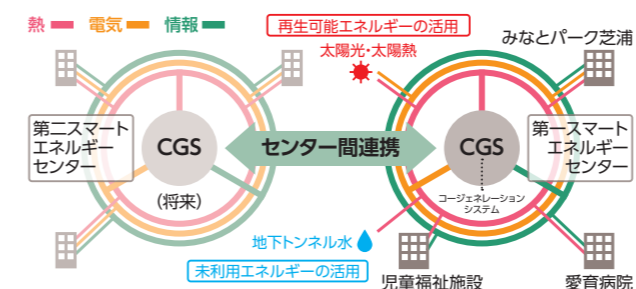 熱 電気 情報
再生可能エネルギーの活用
太陽光・太陽熱
みなとパーク芝浦
第二スマート
エネルギー
センター
CGS
(将来)
センター間連携
CGS
コージェネレーション
システム
第一スマート
エネルギー
センター
地下トンネル水
未利用エネルギーの活用
児童福祉施設
愛育病院